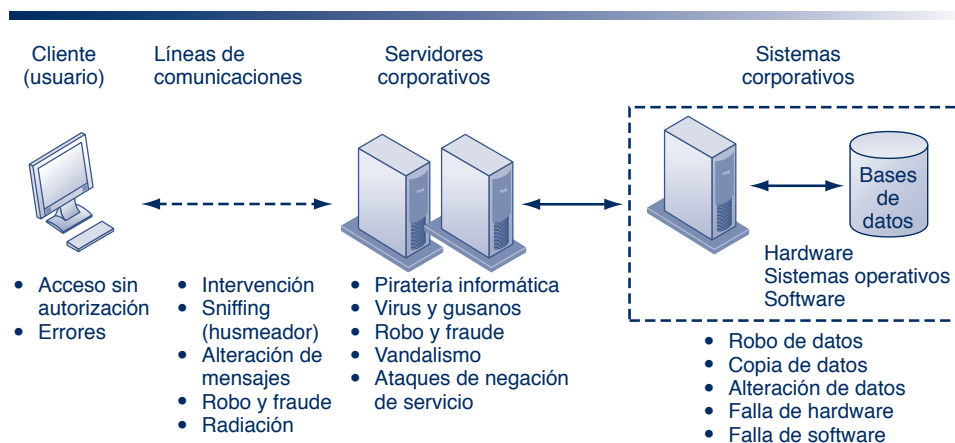 Cliente
(usuario)
Líneas de
comunicaciones
Servidores
corporativos
Sistemas
corporativos
Bases
de
datos
Hardware
Sistemas operativos
Software
• Acceso sin
autorización
• Errores
• Intervención
• Sniffing
(husmeador)
• Alteración de
mensajes
• Robo y fraude
• Radiación
• Piratería informática
• Virus y gusanos
• Robo y fraude
• Vandalismo
• Ataques de negación
de servicio
• Robo de datos
• Copia de datos
• Alteración de datos
• Falla de hardware
• Falla de software